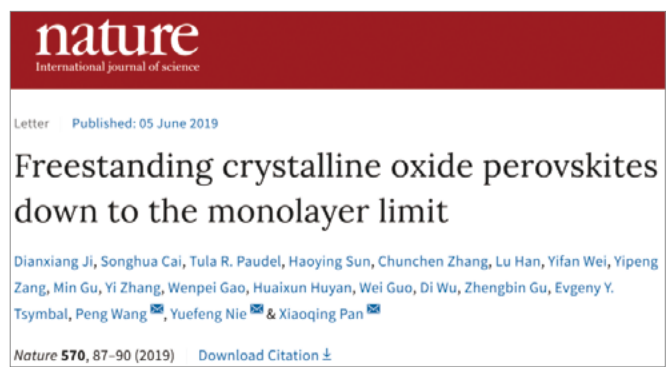 nature
International journal of science
Letter Published: 05 June 2019
Freestanding crystalline oxide perovskites
down to the monolayer limit
Dianxiang Ji, Songhua Cai, Tula R. Paudel, Haoying Sun, Chunchen Zhang, Lu Han, Yifan Wei, Yipeng
Zang, Min Gu, Yi Zhang, Wenpei Gao, Huaixun Huyan, Wei Guo, Di Wu, Zhengbin Gu, Evgeny Y.
Tsymbal, Peng Wang, Yuefeng Nie & Xiaoqing Pan
Nature 570, 87–90 (2019) Download Citation